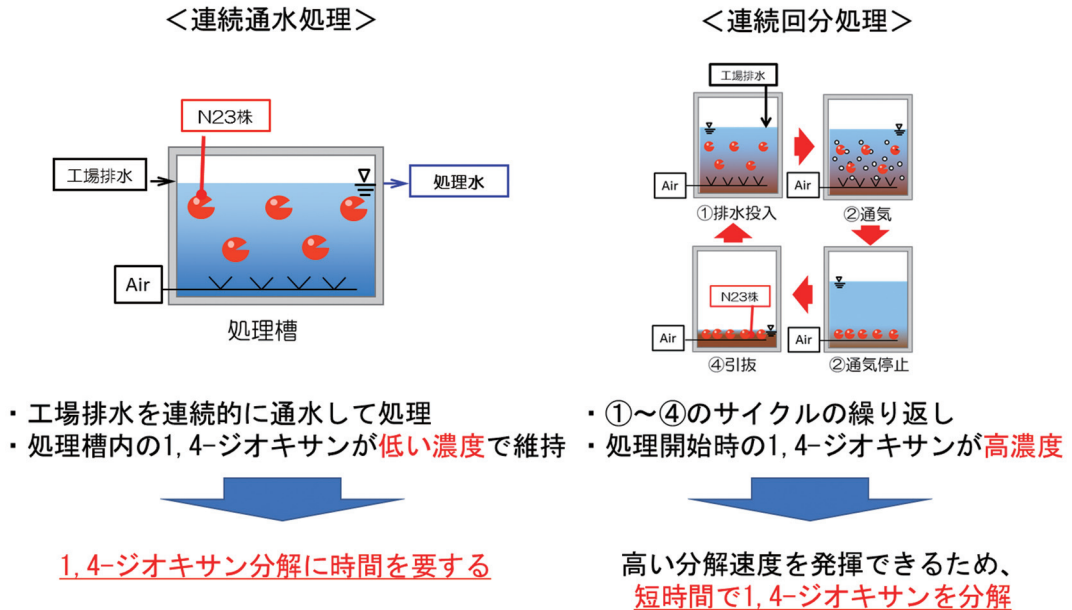 ＜連続通水処理＞
N23株
工場排水
処理水
Air
処理槽
・工場排水を連続的に通水して処理
・処理槽内の1,4-ジオキサンが低い濃度で維持
1,4-ジオキサン分解に時間を要する
＜連続回分処理＞
工場排水
Air
①排水投入
Air
②通気
N23株
Air
④引抜
Air
②通気停止
・①～④のサイクルの繰り返し
・処理開始時の1,4-ジオキサンが高濃度
高い分解速度を発揮できるため、
短時間で1,4-ジオキサンを分解